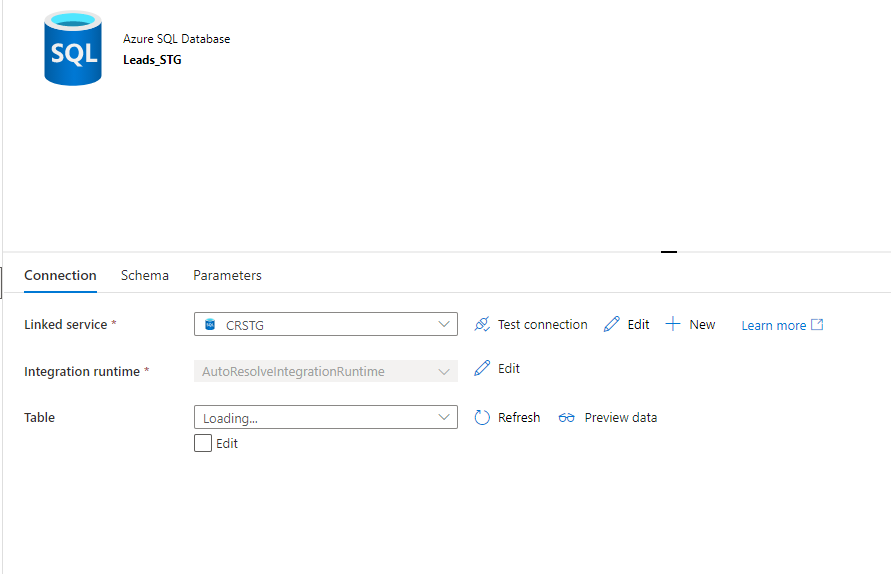 SQL
Azure SQL Database
Leads_STG
Connection Schema Parameters
Linked service * SQL CRSTG Test connection Edit New Learn more
Integration runtime * AutoResolveIntegrationRuntime Edit
Table Loading... Refresh Preview data
Edit